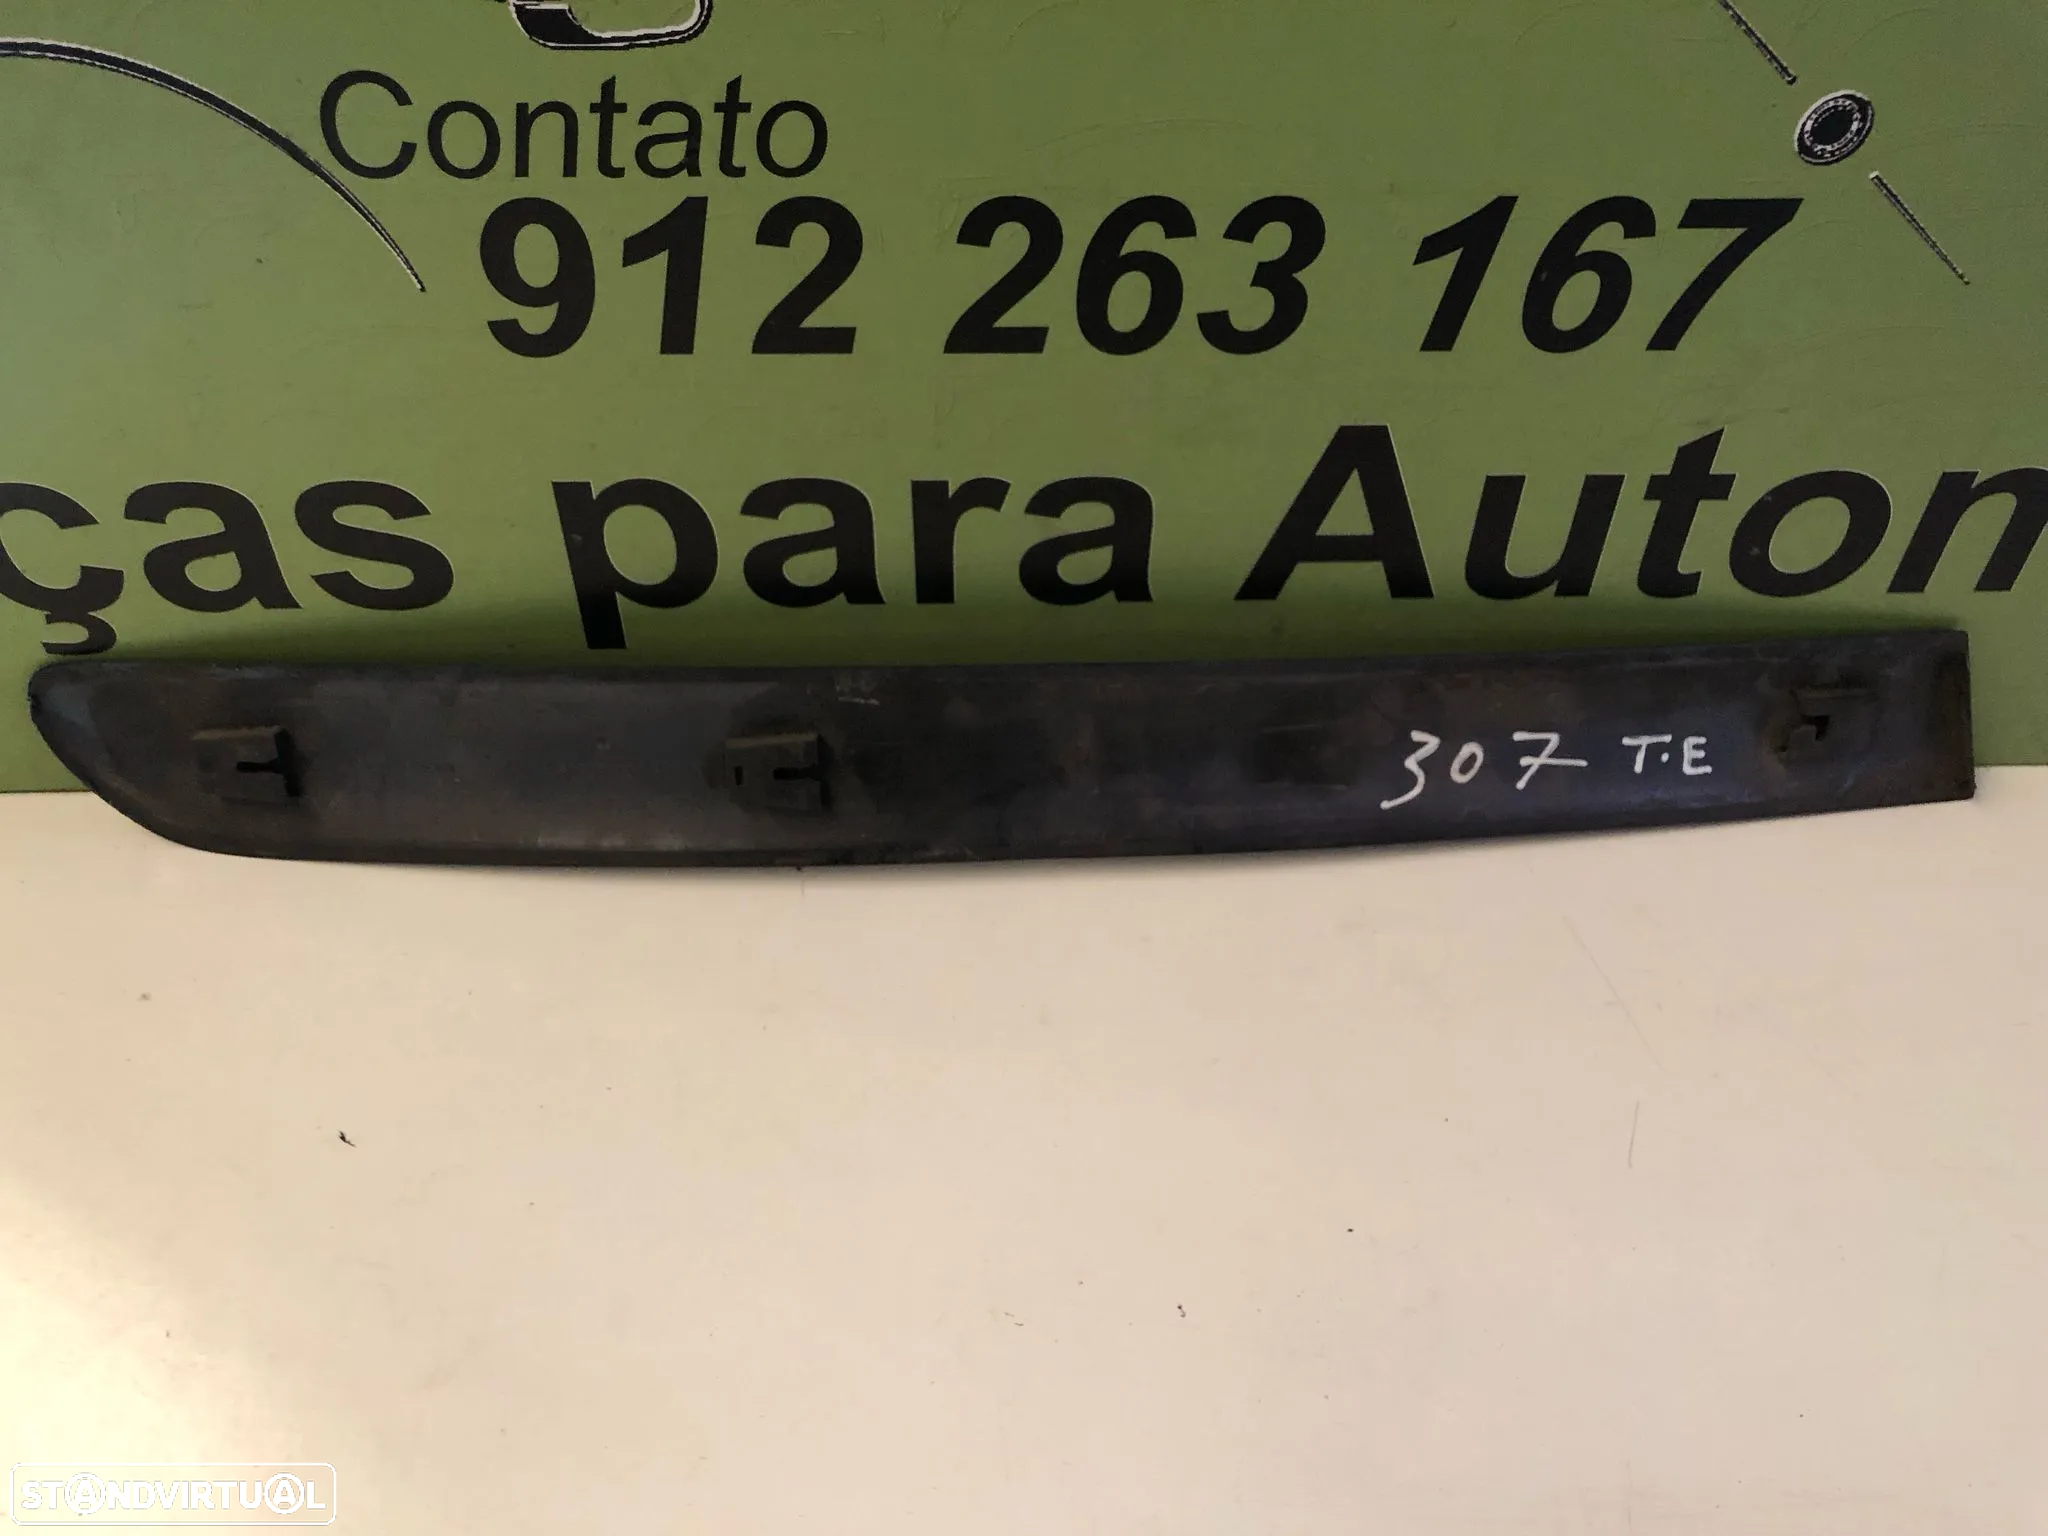 Contato
912 263 167
ças para Autom
307 T.E
STANDVIRTUAL